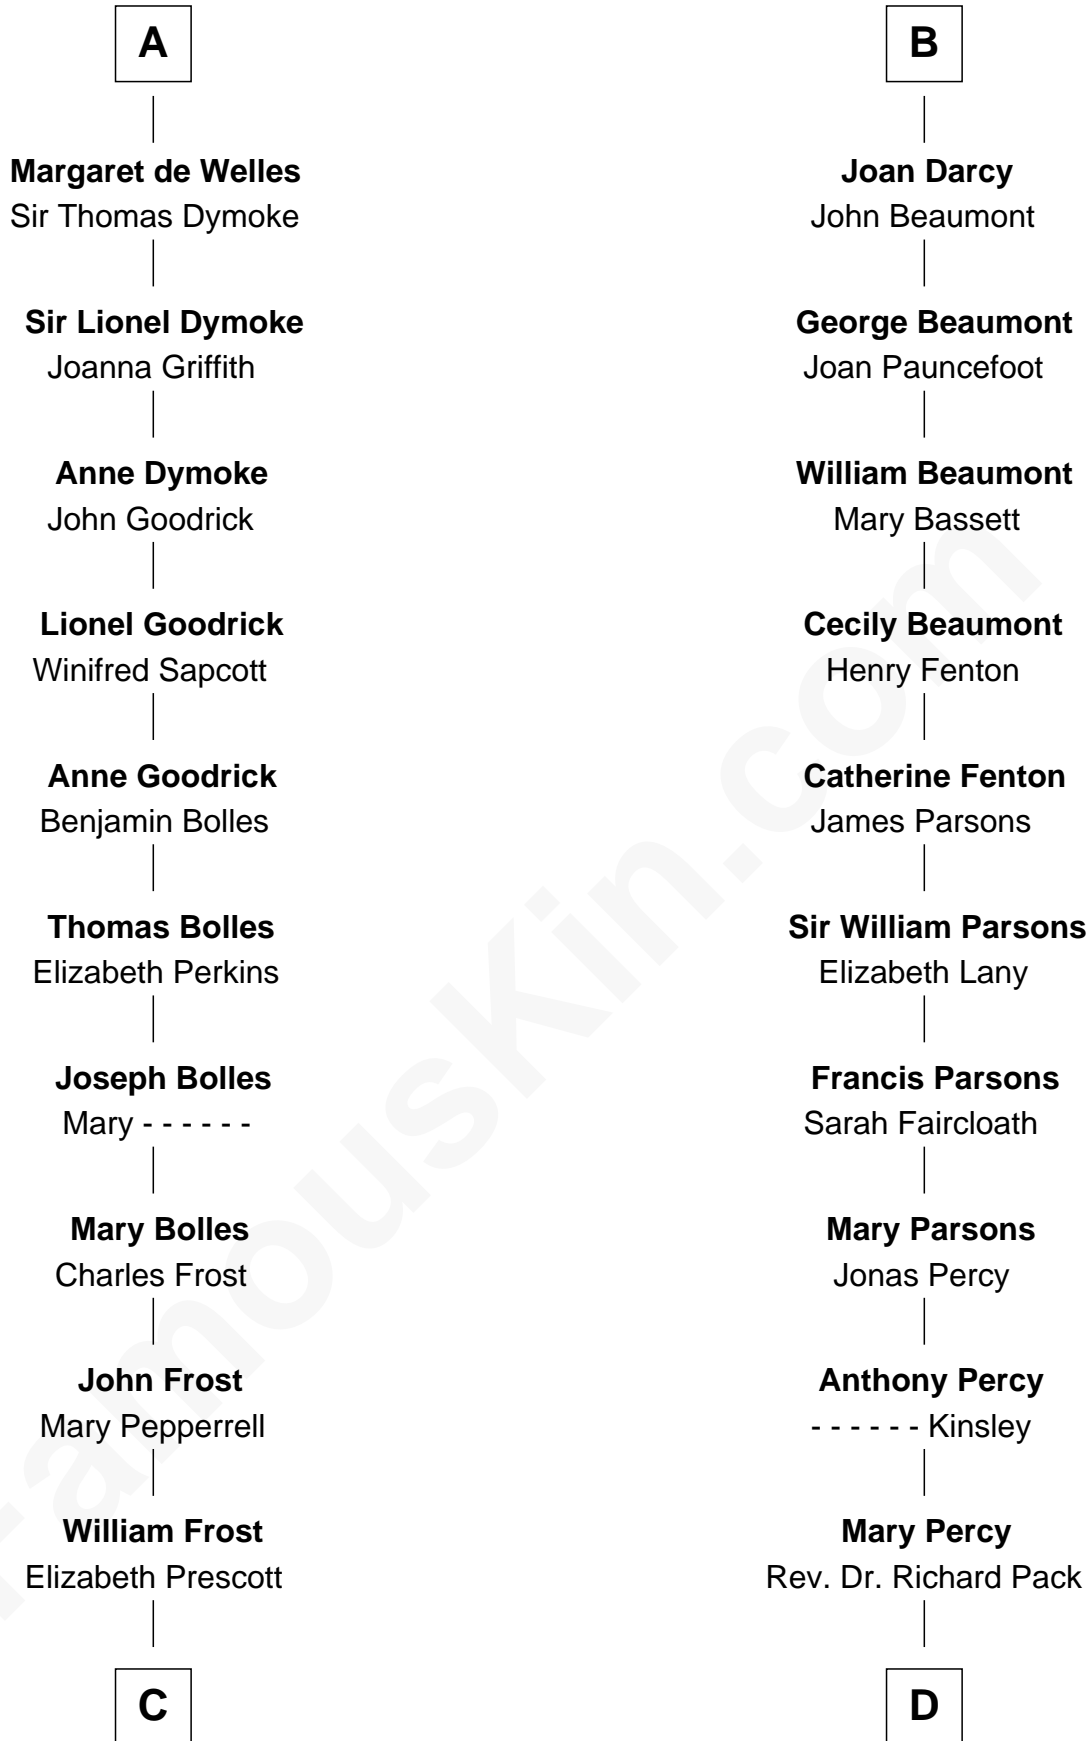 A
Margaret de Welles
Sir Thomas Dymoke
Sir Lionel Dymoke
Joanna Griffith
Anne Dymoke
John Goodrick
Lionel Goodrick
Winifred Sapcott
Anne Goodrick
Benjamin Bolles
Thomas Bolles
Elizabeth Perkins
Joseph Bolles
Mary - - - - - -
Mary Bolles
Charles Frost
John Frost
Mary Pepperrell
William Frost
Elizabeth Prescott
C
B
Joan Darcy
John Beaumont
George Beaumont
Joan Pauncefoot
William Beaumont
Mary Bassett
Cecily Beaumont
Henry Fenton
Catherine Fenton
James Parsons
Sir William Parsons
Elizabeth Lany
Francis Parsons
Sarah Faircloath
Mary Parsons
Jonas Percy
Anthony Percy
- - - - - - Kinsley
Mary Percy
Rev. Dr. Richard Pack
D
FamousKin.com